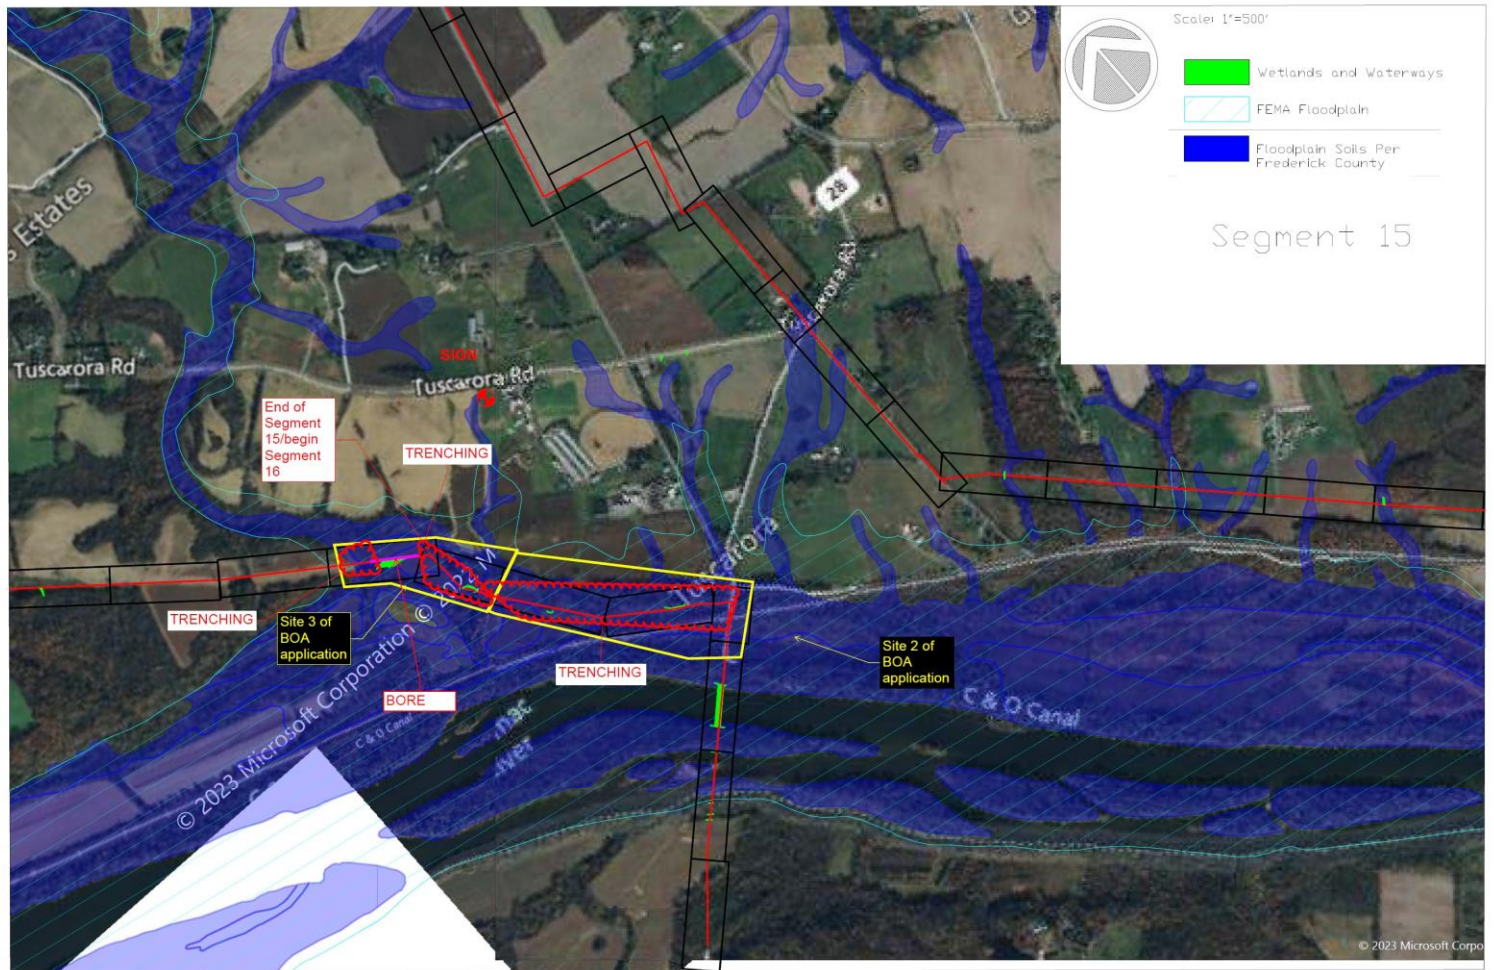 Scale: 1"=500'
Wetlands and Waterways
FEMA Floodplain
Floodplain Soils Per
Frederick County
Segment 15
28
Estates
Tuscarora Rd
SIGN
Tuscarora Rd
End of
Segment
15/begin
Segment
16
TRENCHING
Tuscarora
TRENCHING
Site 3 of
BOA
application
TRENCHING
Site 2 of
BOA
application
BORE
C & O Canal
C & O Canal
© 2023 Microsoft Corporation © 2022 M
© 2023 Microsoft Corpo